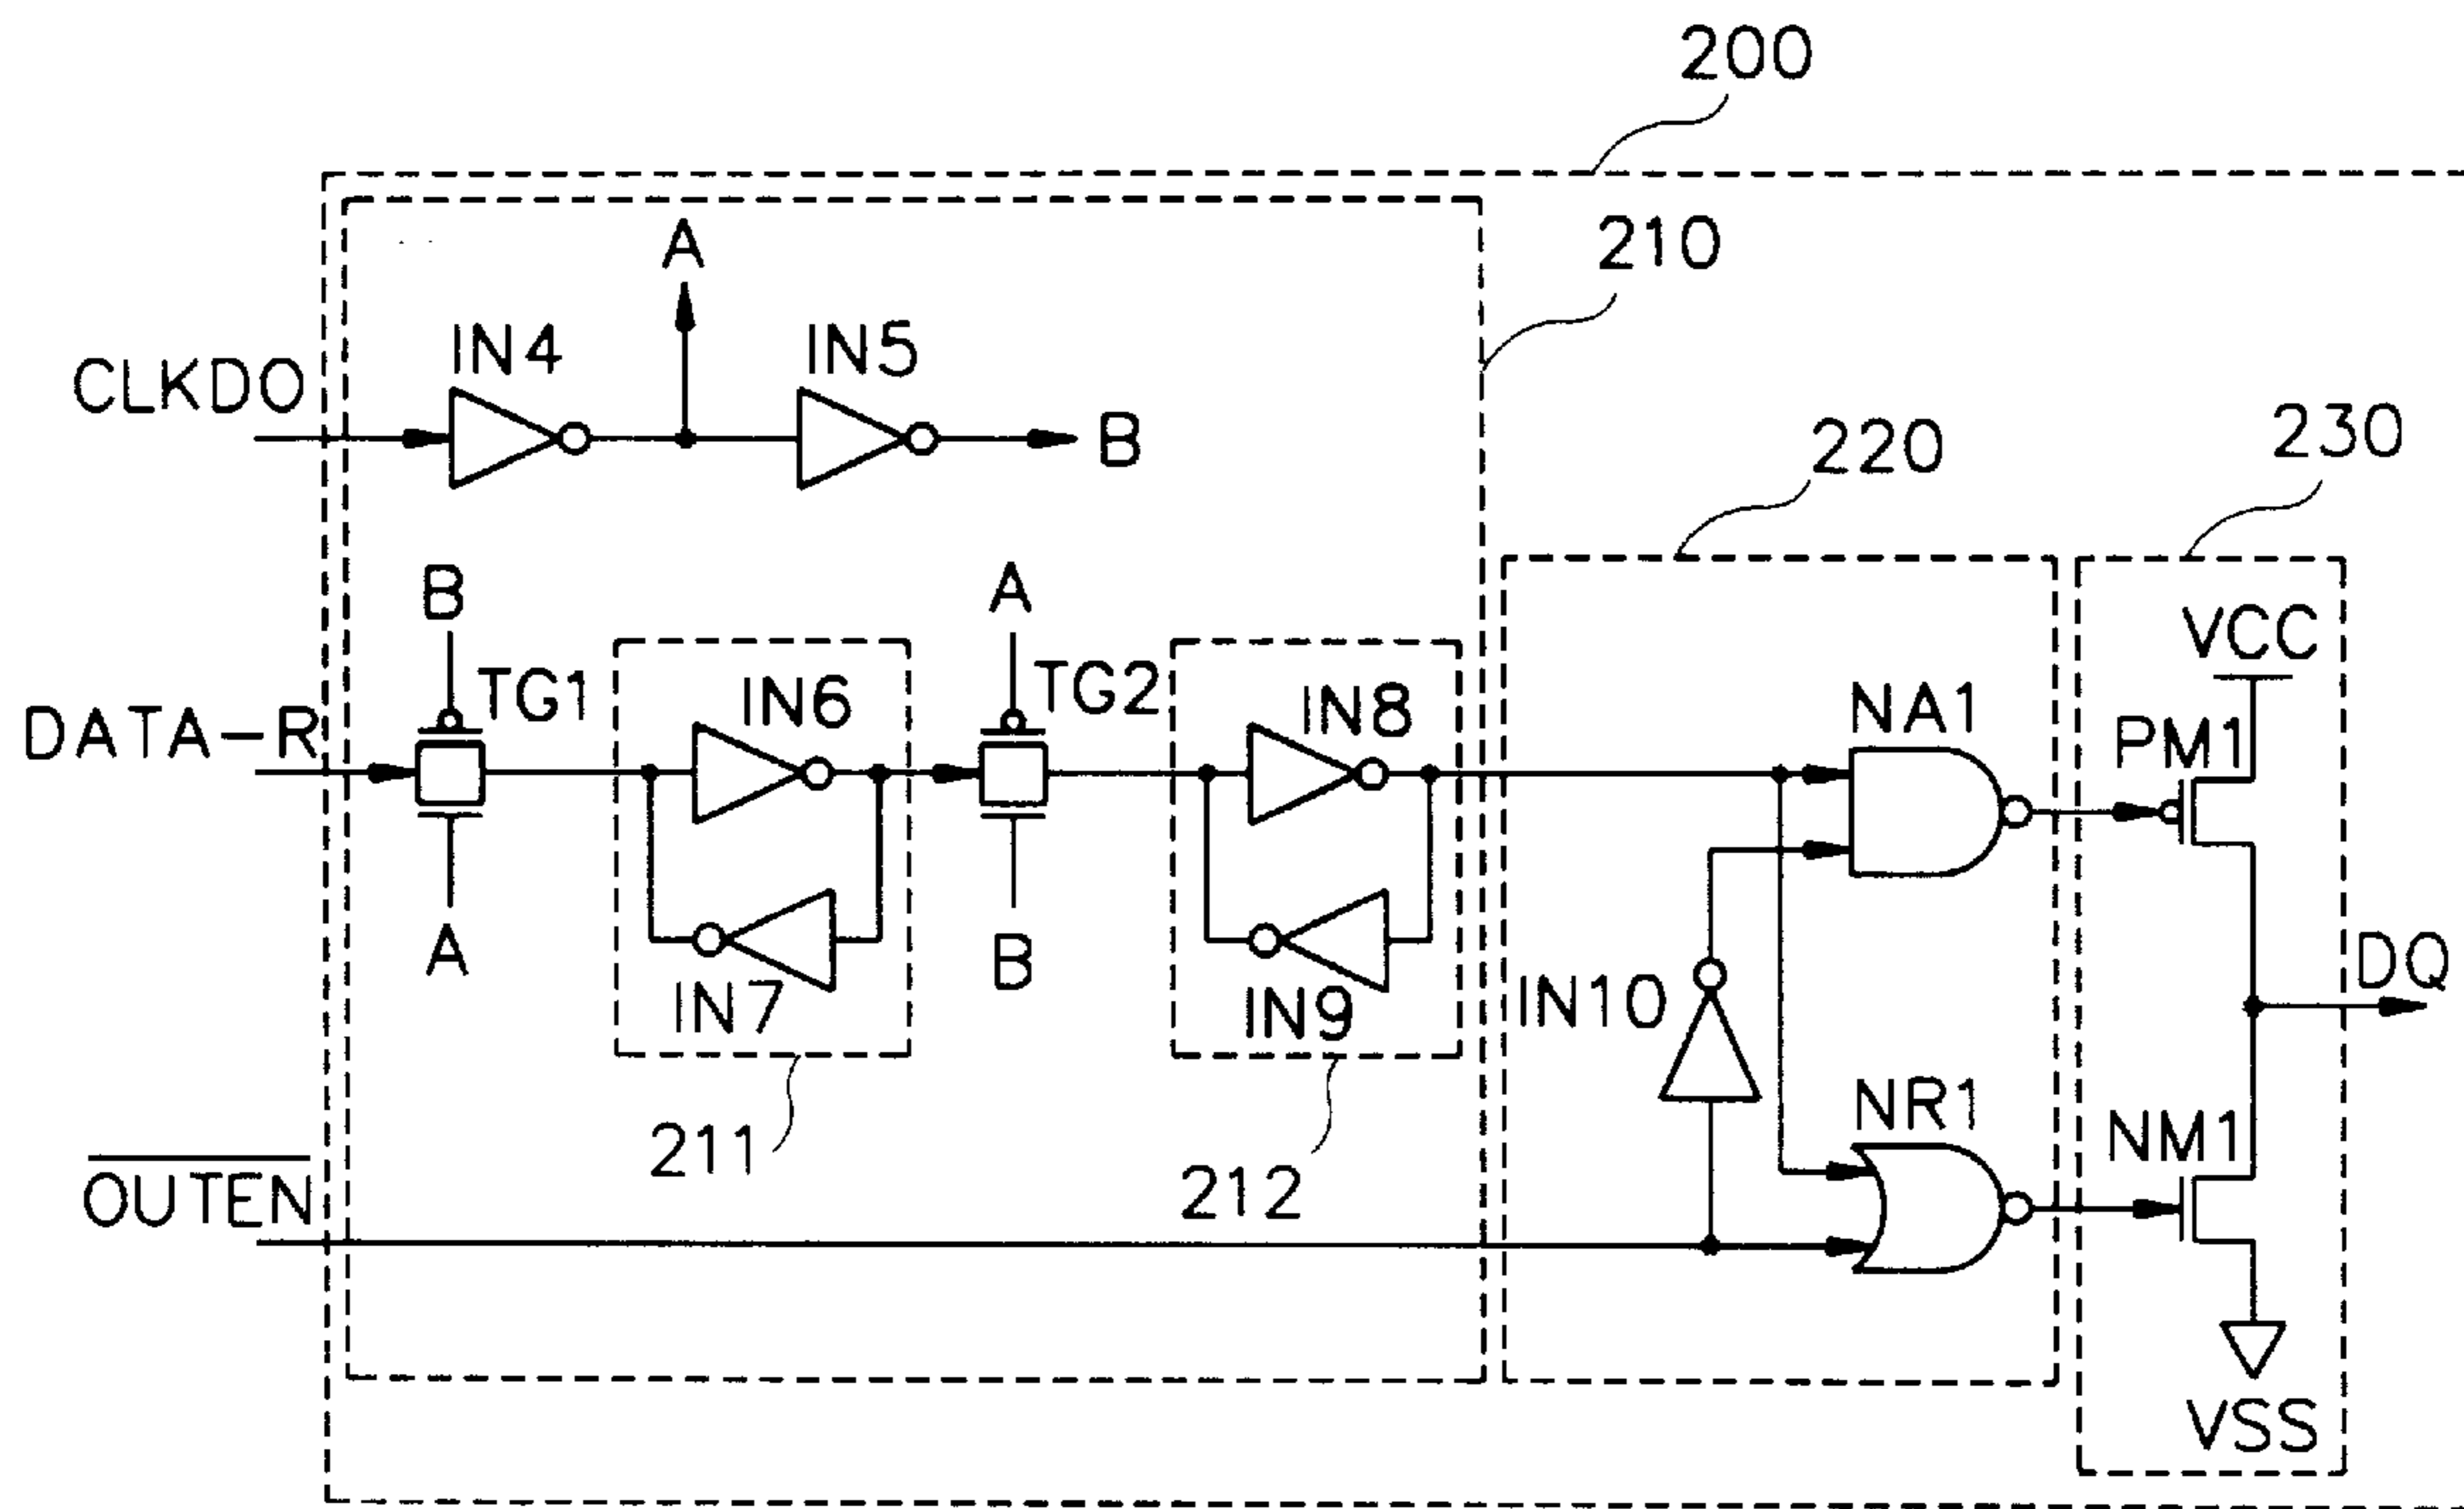 200
210
A
IN4
IN5
CLKDO
B
220
230
B
A
VCC
TG1
IN6
TG2
IN8
NA1
DATA-R
PM1
A
B
DQ
IN7
IN9
IN10
211
212
NR1
NM1
OUTEN
VSS